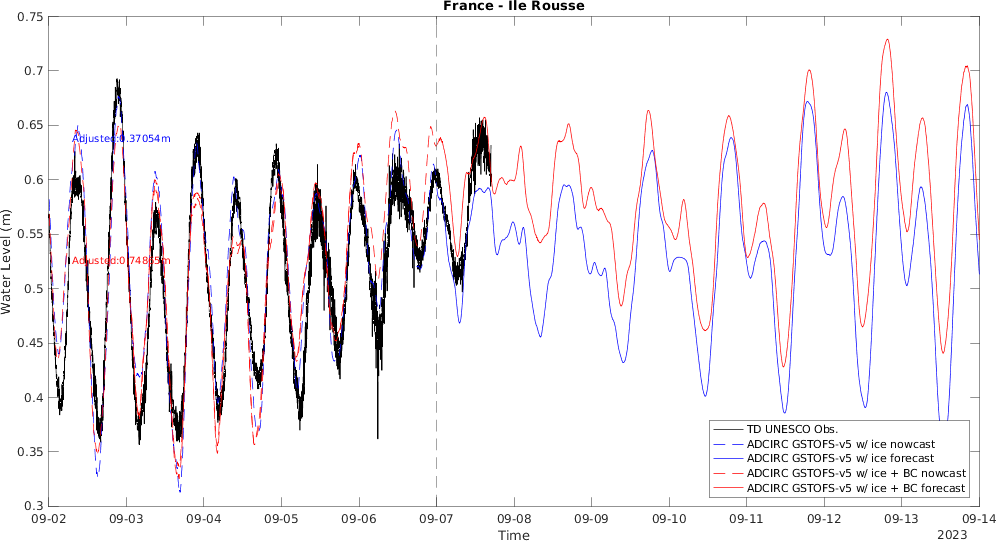 France - Ile Rousse
Water Level (m)
0.75
0.7
0.65
0.6
0.55
0.5
0.45
0.4
0.35
0.3
Adjusted:0.37054m
Adjusted:0.74865m
TD UNESCO Obs.
ADCIRC GSTOFS-v5 w/ ice nowcast
ADCIRC GSTOFS-v5 w/ ice forecast
ADCIRC GSTOFS-v5 w/ ice + BC nowcast
ADCIRC GSTOFS-v5 w/ ice + BC forecast
09-02 09-03 09-04 09-05 09-06 09-07 09-08 09-09 09-10 09-11 09-12 09-13 09-14
Time
2023